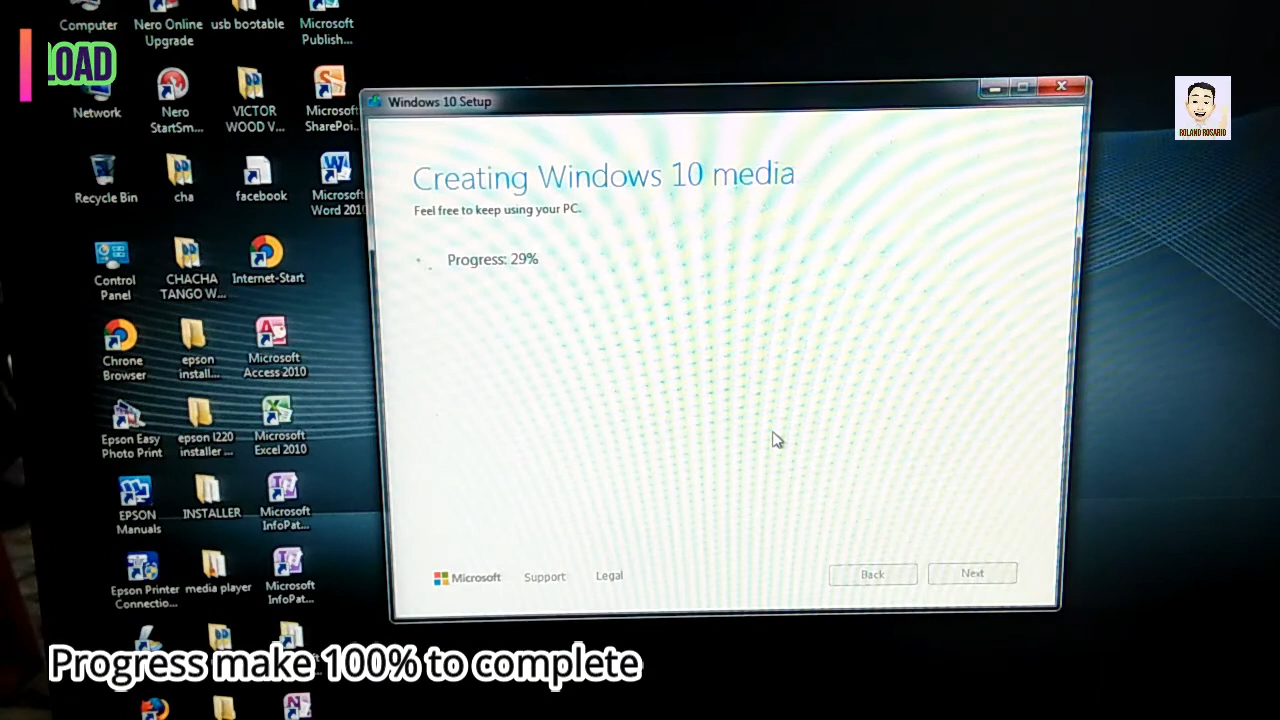 Computer
Nero Online
Upgrade
usb bootable
Microsoft
Publish...
LOAD
Network
Nero
StartSm...
VICTOR
WOOD V...
Microsoft
SharePoi...
Windows 10 Setup
ROLAND ROSARIO
Creating Windows 10 media
Feel free to keep using your PC.
Progress: 29%
Recycle Bin
cha
facebook
Microsoft
Word 2010
Control
Panel
CHACHA
TANGO W...
Internet-Start
Chrome
Browser
epson
install...
Microsoft
Access 2010
Epson Easy
Photo Print
epson l220
installer ...
Microsoft
Excel 2010
EPSON
Manuals
INSTALLER
Microsoft
InfoPat...
Epson Printer
Connectio...
media player
Microsoft
InfoPat...
Microsoft
Support
Legal
Back
Next
Progress make 100% to complete